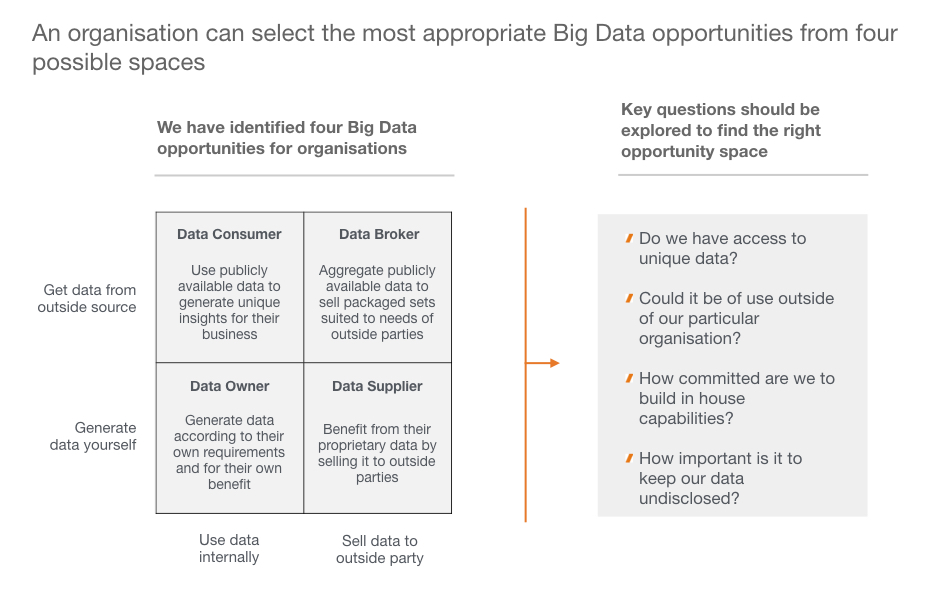 An organisation can select the most appropriate Big Data opportunities from four
possible spaces
We have identified four Big Data
opportunities for organisations
Key questions should be
explored to find the right
opportunity space
Get data from
outside source
Data Consumer
Use publicly
available data to
generate unique
insights for their
business
Data Broker
Aggregate publicly
available data to
sell packaged sets
suited to needs of
outside parties
Generate
data yourself
Data Owner
Generate data
according to their
own requirements
and for their own
benefit
Data Supplier
Benefit from their
proprietary data by
selling it to outside
parties
Use data
internally
Sell data to
outside party
Do we have access to
unique data?
Could it be of use outside
of our particular
organisation?
How committed are we to
build in house
capabilities?
How important is it to
keep our data
undisclosed?